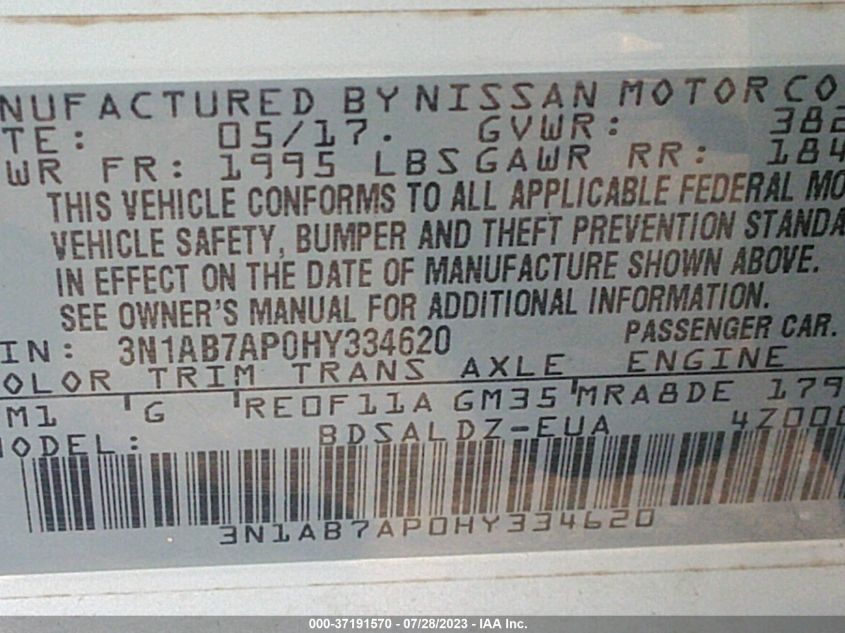 NUFACTURED BY NISSAN MOTOR CO
TE: 05/17. GVWR: 382
WR FR: 1995 LBS GAWR RR: 184
THIS VEHICLE CONFORMS TO ALL APPLICABLE FEDERAL MO
VEHICLE SAFETY, BUMPER AND THEFT PREVENTION STANDA
IN EFFECT ON THE DATE OF MANUFACTURE SHOWN ABOVE.
SEE OWNER'S MANUAL FOR ADDITIONAL INFORMATION.
IN: 3N1AB7AP0HY334620 PASSENGER CAR.
OLOR TRIM TRANS AXLE ENGINE
M1 'G 'RE0F11A GM35 'MRA8DE 179
ODEL: BDSALDZ-EUA 4Z000
3N1AB7AP0HY334620
000-37191570 - 07/28/2023 - IAA Inc.